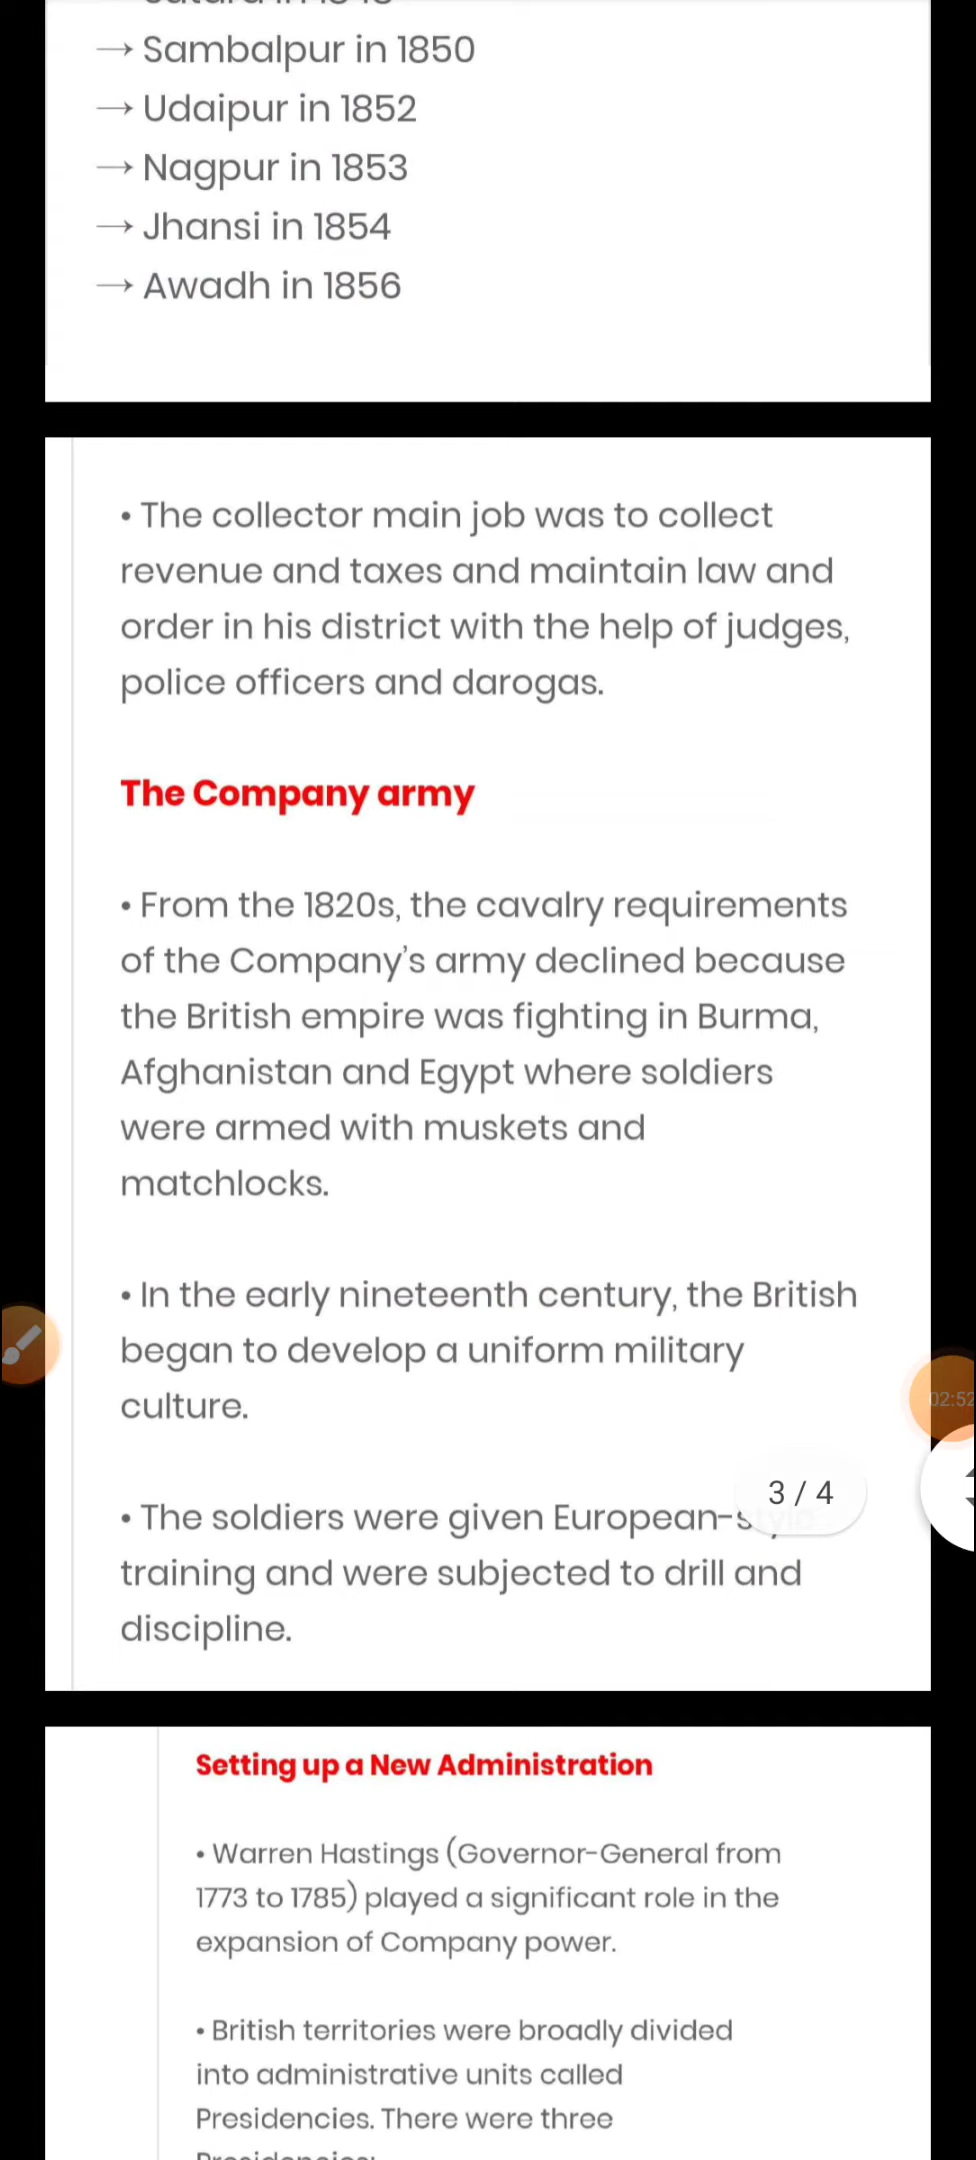 → Sambalpur in 1850
→ Udaipur in 1852
→ Nagpur in 1853
→ Jhansi in 1854
→ Awadh in 1856
• The collector main job was to collect
revenue and taxes and maintain law and
order in his district with the help of judges,
police officers and darogas.
The Company army
• From the 1820s, the cavalry requirements
of the Company's army declined because
the British empire was fighting in Burma,
Afghanistan and Egypt where soldiers
were armed with muskets and
matchlocks.
• In the early nineteenth century, the British
began to develop a uniform military
culture.
02:52
3 / 4
• The soldiers were given European-style
training and were subjected to drill and
discipline.
Setting up a New Administration
• Warren Hastings (Governor-General from
1773 to 1785) played a significant role in the
expansion of Company power.
• British territories were broadly divided
into administrative units called
Presidencies. There were three